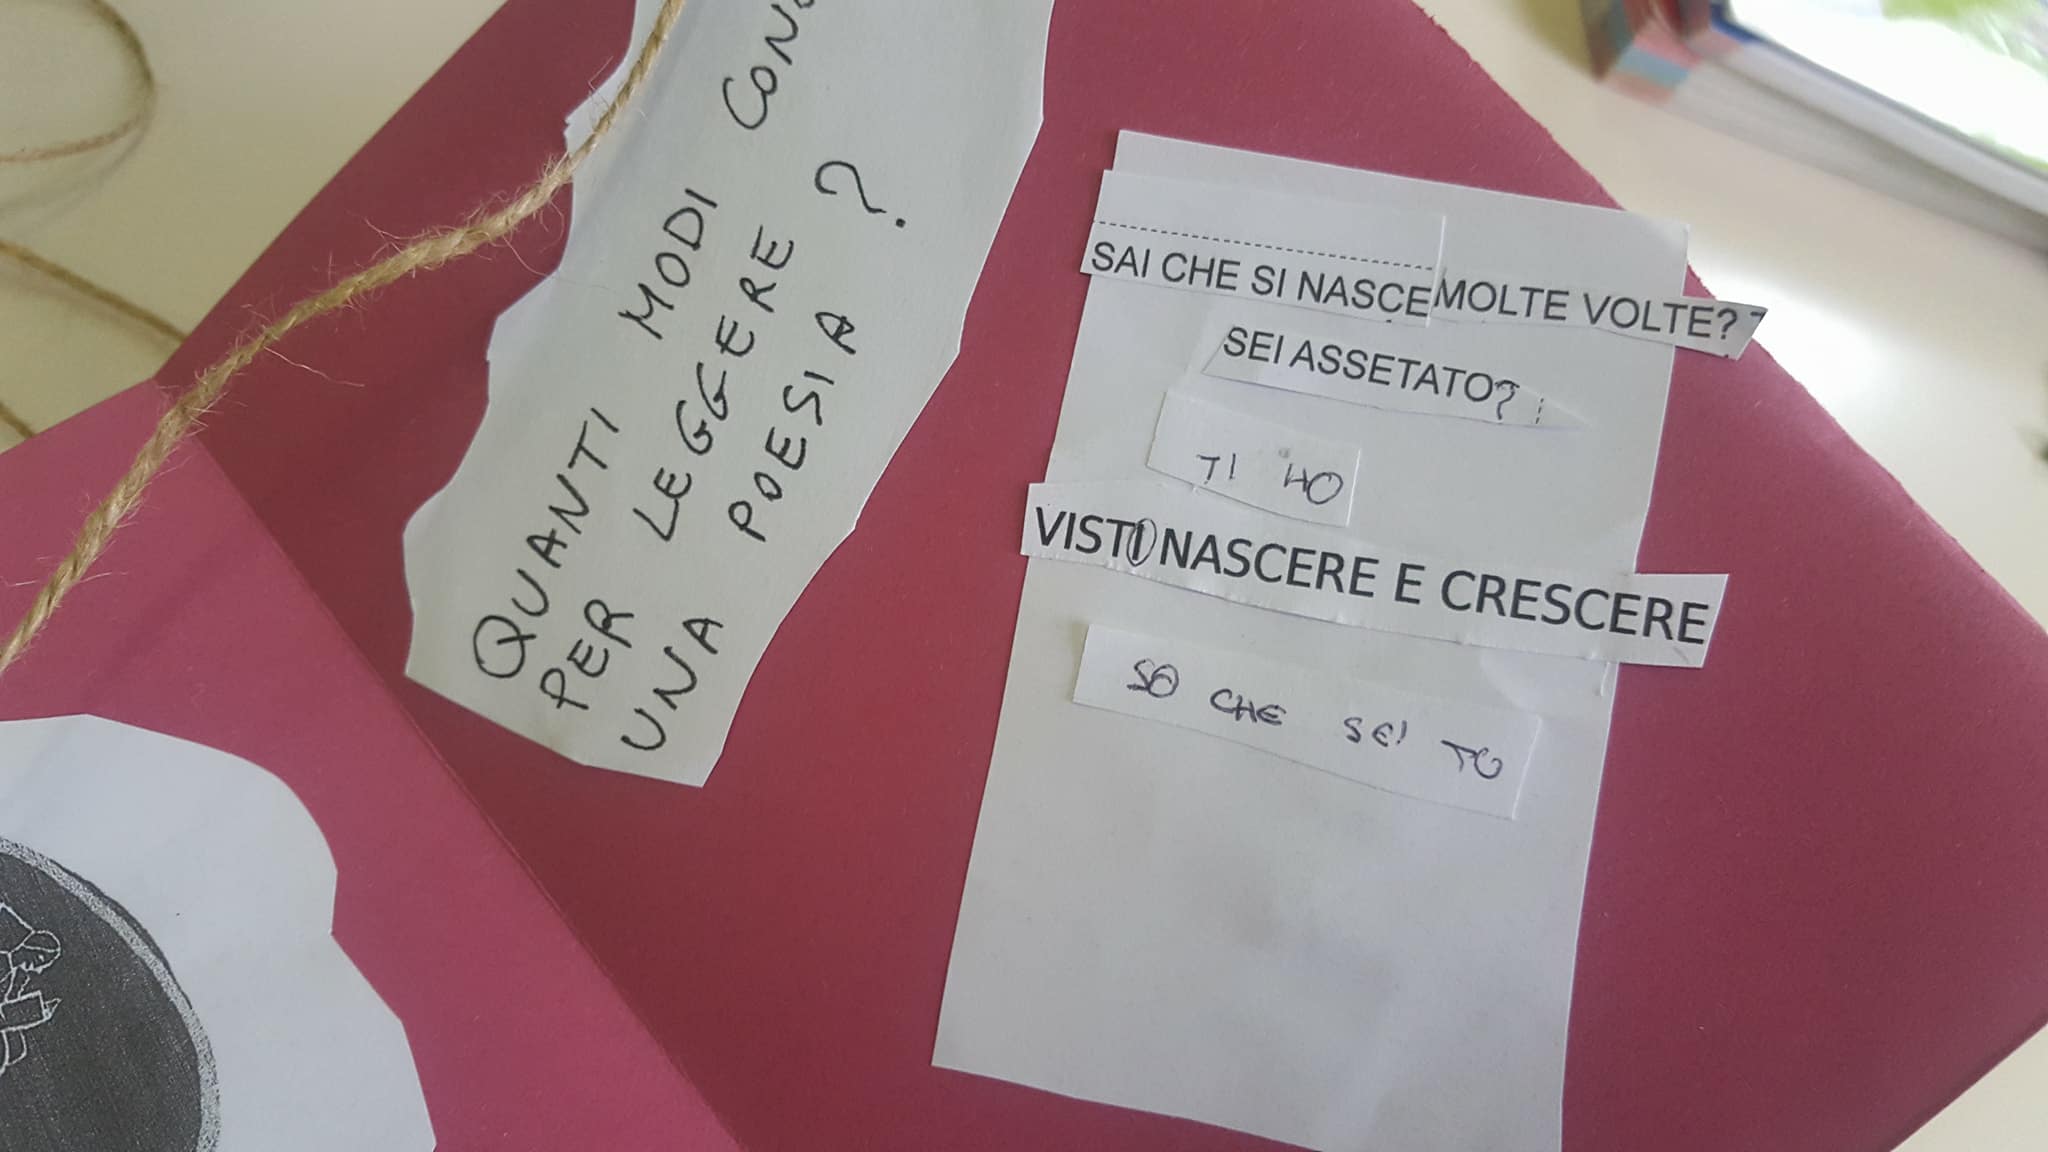 QUANTI MODI
PER LEGGERE
UNA POESIA ?
SAI CHE SI NASCE MOLTE VOLTE?
SEI ASSETATO?
TI HO
VISTO NASCERE E CRESCERE
SO CHE SEI TU